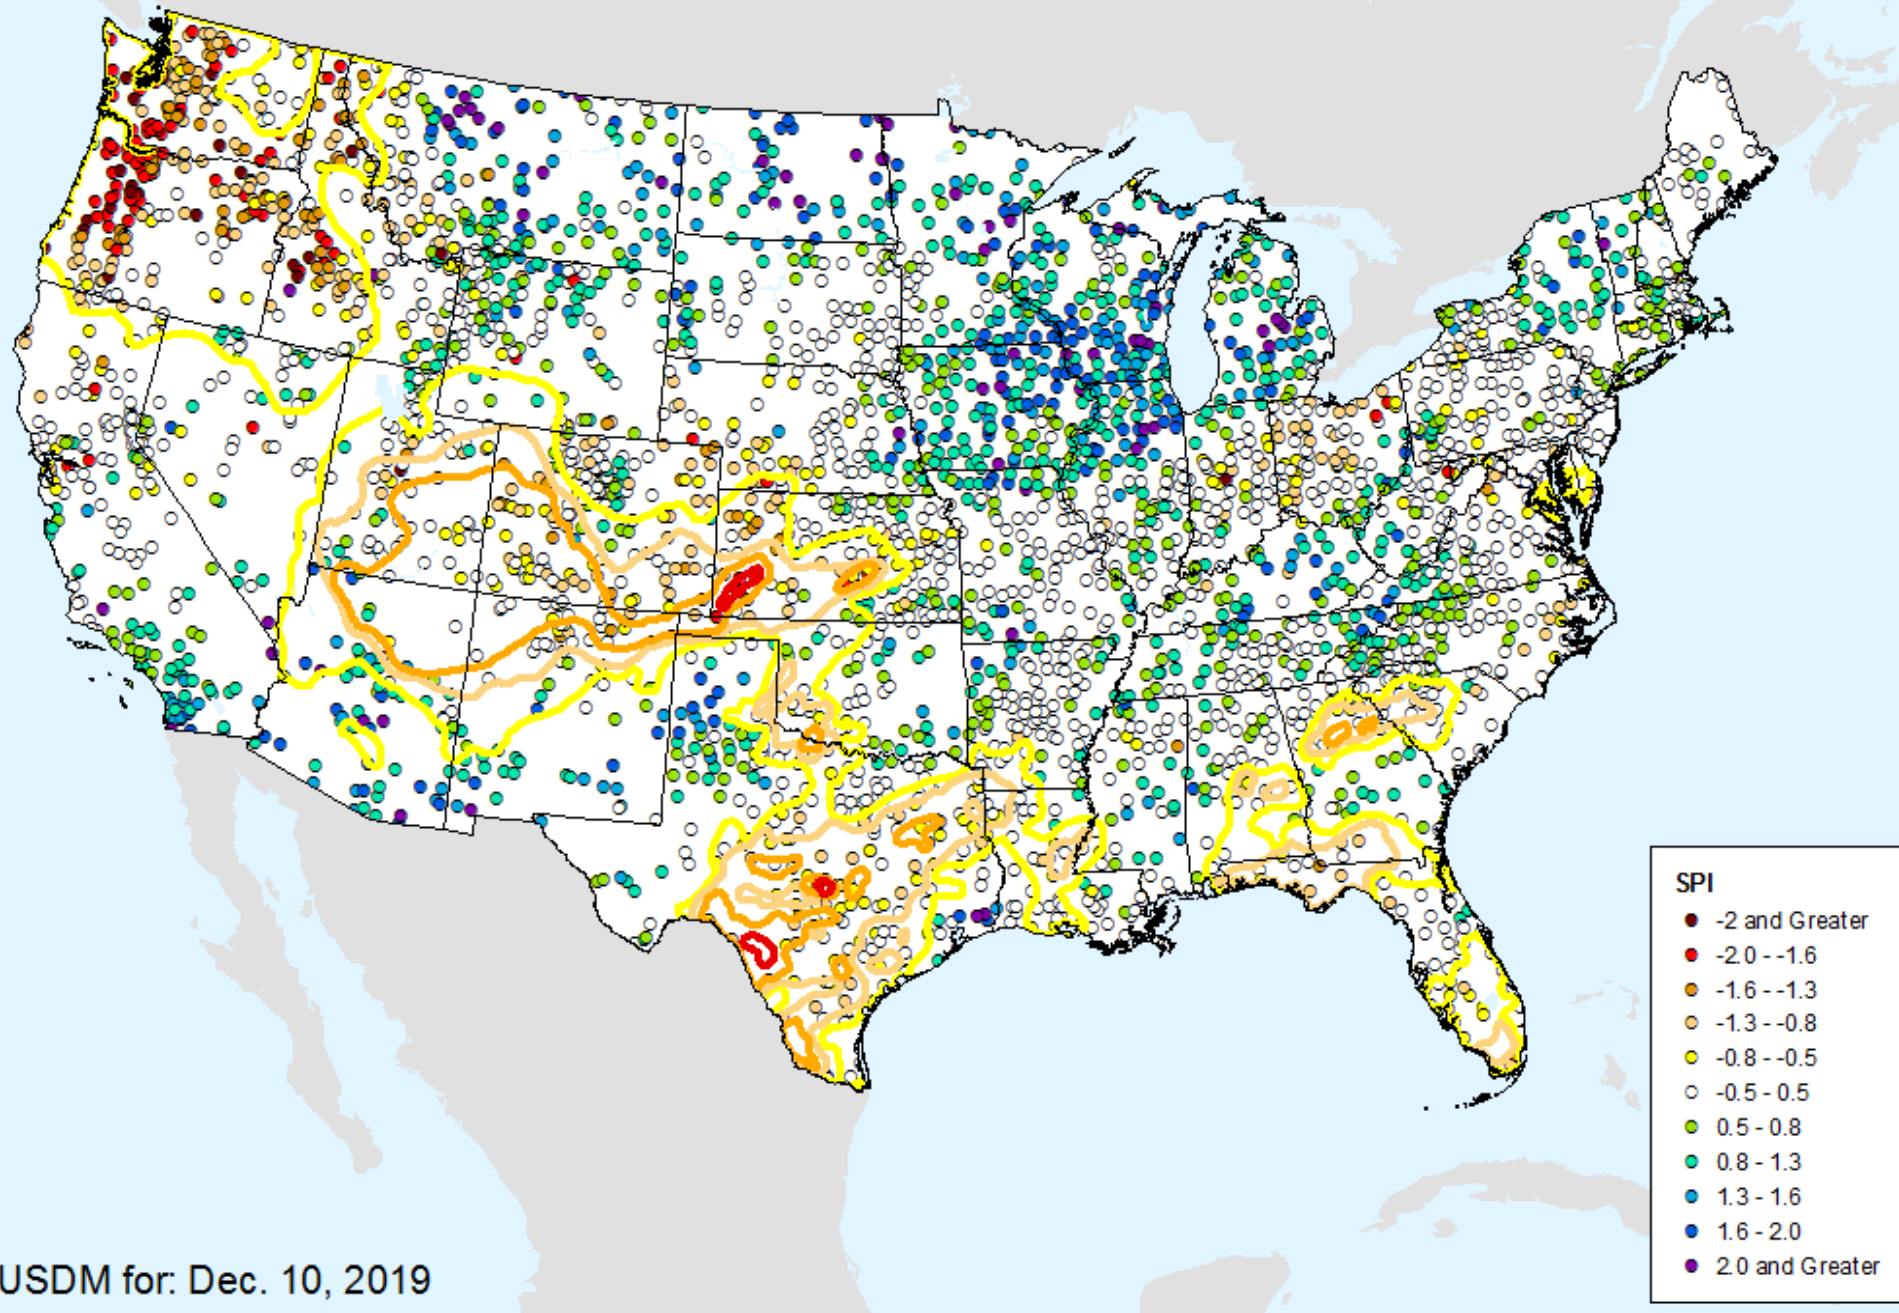 SPI
-2 and Greater
-2.0 - -1.6
-1.6 - -1.3
-1.3 - -0.8
-0.8 - -0.5
-0.5 - 0.5
0.5 - 0.8
0.8 - 1.3
1.3 - 1.6
1.6 - 2.0
2.0 and Greater
USDM for: Dec. 10, 2019